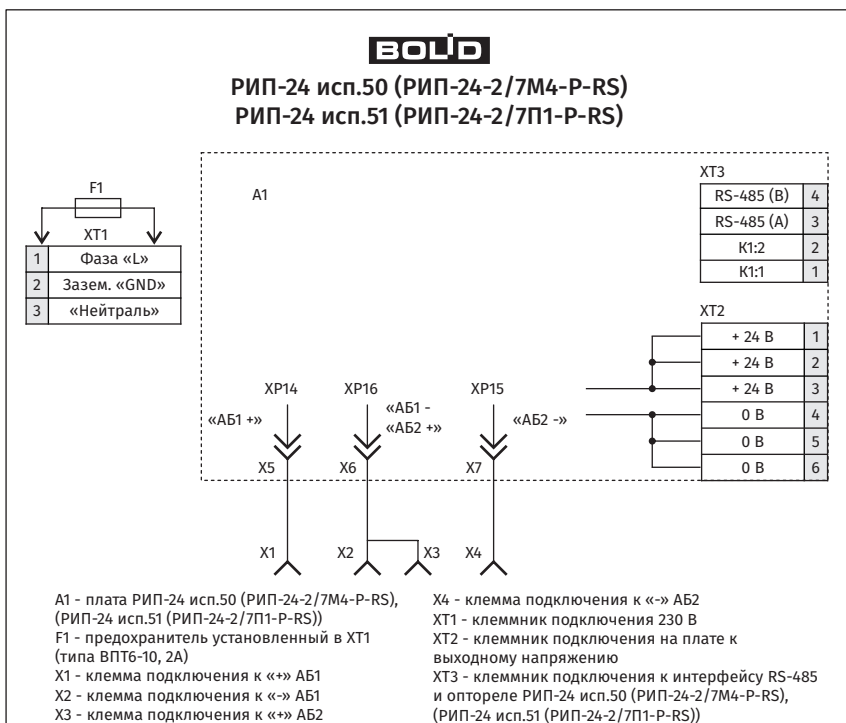 BOLID
РИП-24 исп.50 (РИП-24-2/7М4-Р-RS)
РИП-24 исп.51 (РИП-24-2/7П1-Р-RS)
F1
XT1
1 Фаза «L»
2 Зазем. «GND»
3 «Нейтраль»
A1
XT3
RS-485 (B) 4
RS-485 (A) 3
K1:2 2
K1:1 1
XT2
+ 24 В 1
+ 24 В 2
+ 24 В 3
0 В 4
0 В 5
0 В 6
XP14 XP16 XP15
«АБ1 +»
«АБ1 -
«АБ2 +»
«АБ2 -»
X5 X6 X7
X1 X2 X3 X4
А1 - плата РИП-24 исп.50 (РИП-24-2/7М4-Р-RS),
(РИП-24 исп.51 (РИП-24-2/7П1-Р-RS))
F1 - предохранитель установленный в XT1
(типа ВПТ6-10, 2А)
X1 - клемма подключения к «+» АБ1
X2 - клемма подключения к «-» АБ1
X3 - клемма подключения к «+» АБ2
X4 - клемма подключения к «-» АБ2
XT1 - клеммник подключения 230 В
XT2 - клеммник подключения на плате к
выходному напряжению
XT3 - клеммник подключения к интерфейсу RS-485
и оптореле РИП-24 исп.50 (РИП-24-2/7М4-Р-RS),
(РИП-24 исп.51 (РИП-24-2/7П1-Р-RS))